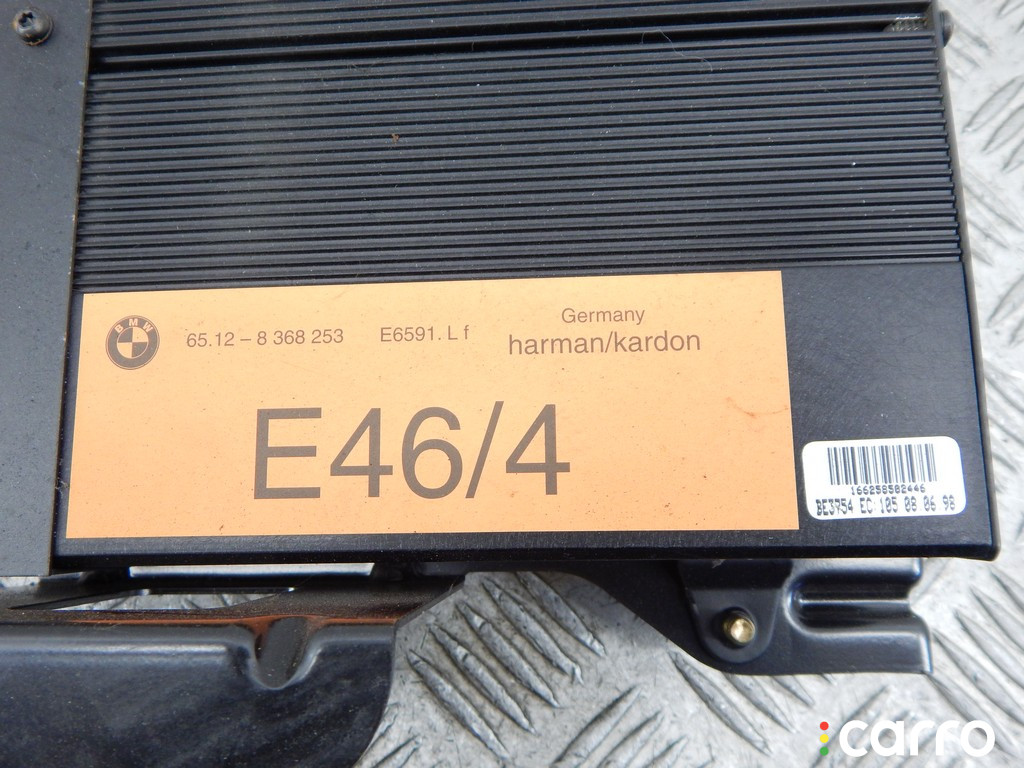 BMW
65.12 – 8 368 253 E6591. L f
Germany
harman/kardon
E46/4
166258582446
BE3754 EC:105 08 06 98
carro